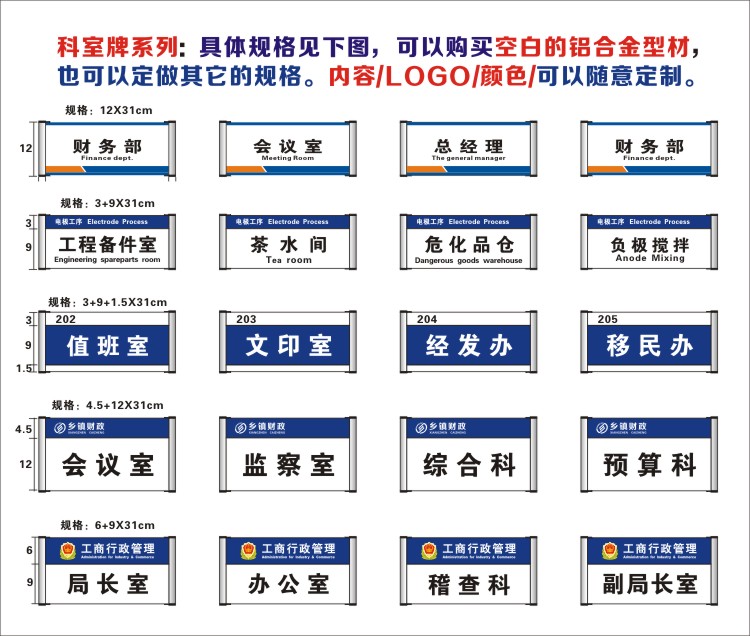 科室牌系列: 具体规格见下图, 可以购买空白的铝合金型材,
也可以定做其它的规格。内容/LOGO/颜色/可以随意定制。
规格: 12X31cm
12
财务部
Finance dept.
会议室
Meeting Room
总经理
The general manager
财务部
Finance dept.
规格: 3+9X31cm
3
9
电极工序 Electrode Process
工程备件室
Engineering spareparts room
电极工序 Electrode Process
茶水间
Tea room
电极工序 Electrode Process
危化品仓
Dangerous goods warehouse
电极工序 Electrode Process
负极搅拌
Anode Mixing
规格: 3+9+1.5X31cm
3
9
1.5
202
值班室
203
文印室
204
经发办
205
移民办
规格: 4.5+12X31cm
4.5
12
乡镇财政
XIANGZHEN CAIZHENG
会议室
乡镇财政
XIANGZHEN CAIZHENG
监察室
乡镇财政
XIANGZHEN CAIZHENG
综合科
乡镇财政
XIANGZHEN CAIZHENG
预算科
规格: 6+9X31cm
6
9
工商行政管理
Administration for Industry & Commerce
局长室
工商行政管理
Administration for Industry & Commerce
办公室
工商行政管理
Administration for Industry & Commerce
稽查科
工商行政管理
Administration for Industry & Commerce
副局长室